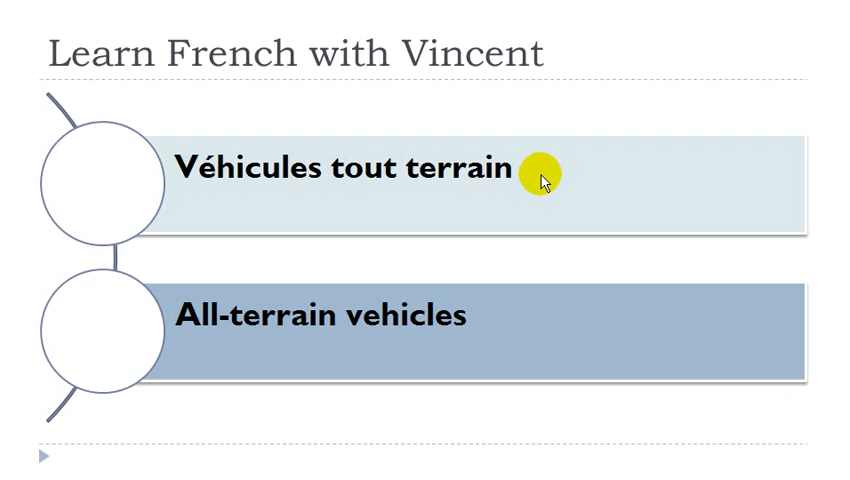 Learn French with Vincent
Véhicules tout terrain
All-terrain vehicles